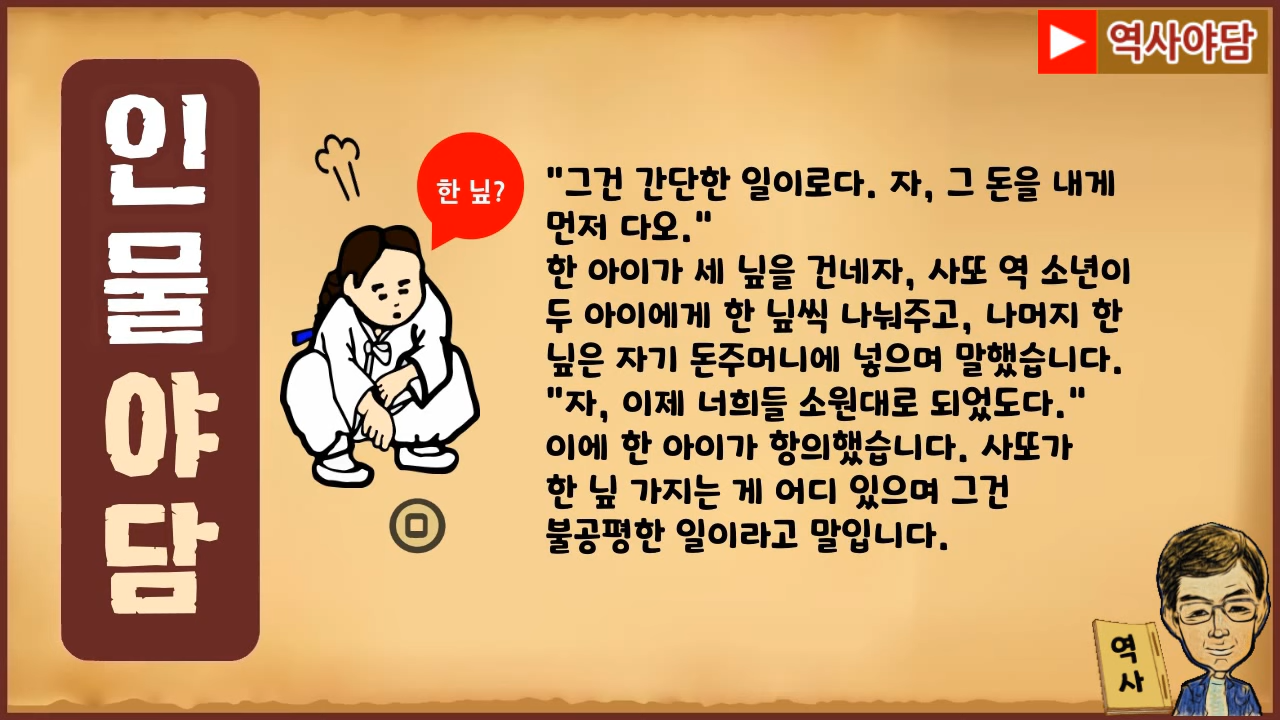 역사야담
인물야담
한 닢?
"그건 간단한 일이로다. 자, 그 돈을 내게
먼저 다오."
한 아이가 세 닢을 건네자, 사또 역 소년이
두 아이에게 한 닢씩 나눠주고, 나머지 한
닢은 자기 돈주머니에 넣으며 말했습니다.
"자, 이제 너희들 소원대로 되었도다."
이에 한 아이가 항의했습니다. 사또가
한 닢 가지는 게 어디 있으며 그건
불공평한 일이라고 말입니다.
역사